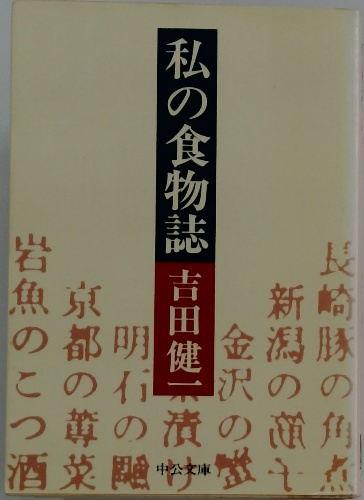 私の食物誌
吉田健一
長崎豚の角煮
新潟の
金沢の蟹
漬
明石の
京都の蓴菜
岩魚のこつ酒
中公文庫